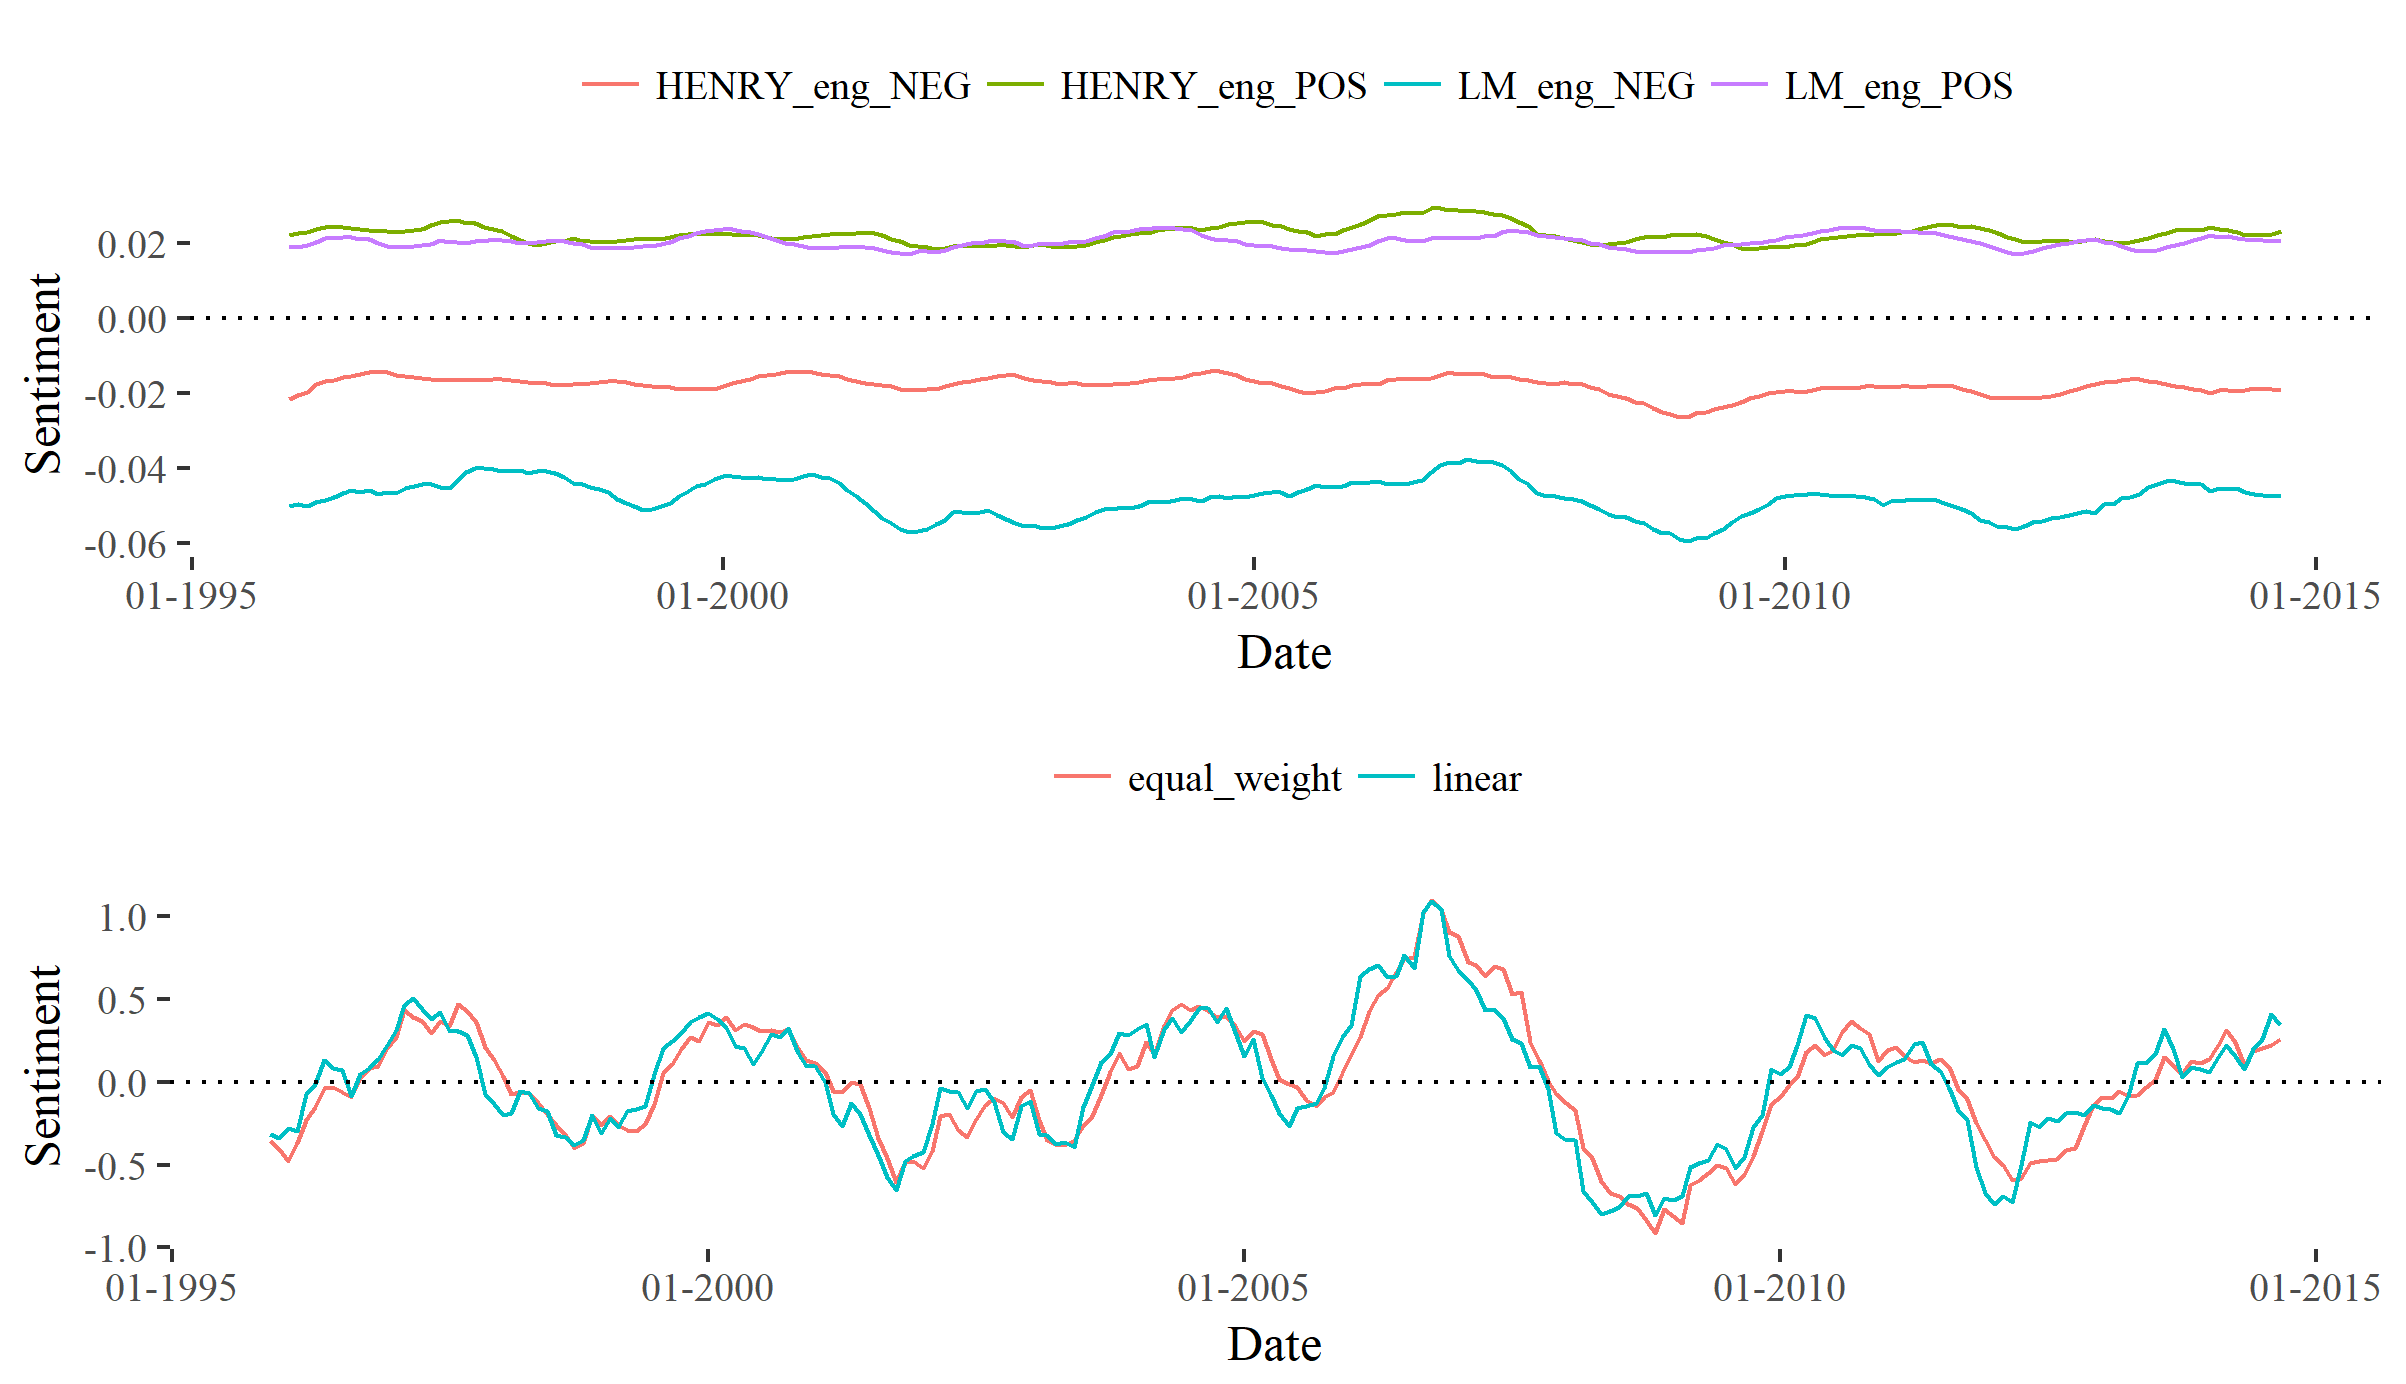 HENRY_eng_NEG HENRY_eng_POS LM_eng_NEG LM_eng_POS
Sentiment
0.02
0.00
-0.02
-0.04
-0.06
01-1995 01-2000 01-2005 01-2010 01-2015
Date
equal_weight linear
Sentiment
1.0
0.5
0.0
-0.5
-1.0
01-1995 01-2000 01-2005 01-2010 01-2015
Date